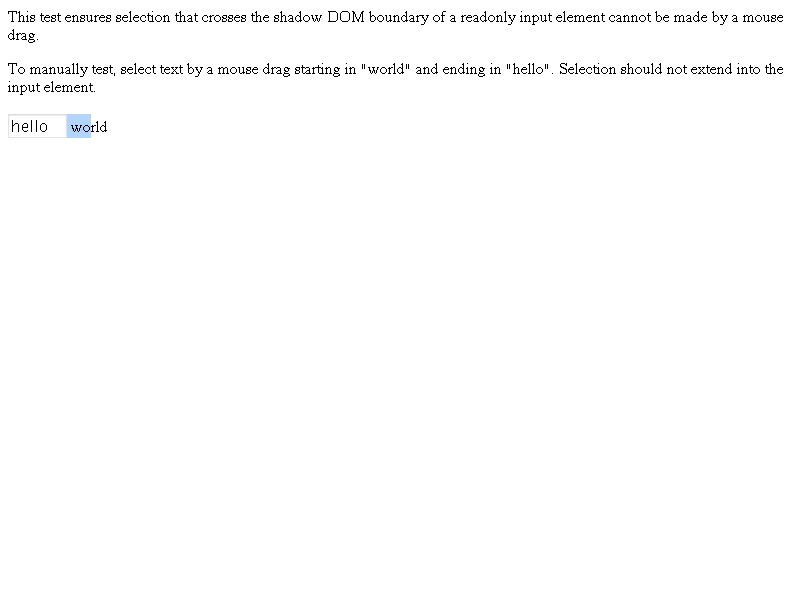 This test ensures selection that crosses the shadow DOM boundary of a readonly input element cannot be made by a mouse
drag.
To manually test, select text by a mouse drag starting in "world" and ending in "hello". Selection should not extend into the
input element.
hello world